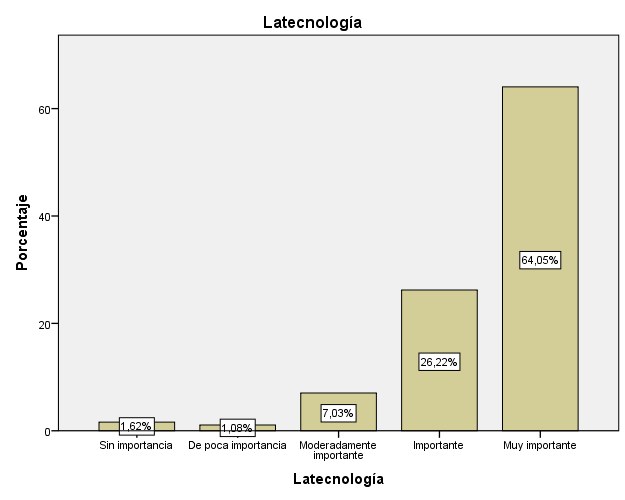 Latecnología
Porcentaje
60
40
20
0
1,62%
1,08%
7,03%
26,22%
64,05%
Sin importancia
De poca importancia
Moderadamente
importante
Importante
Muy importante
Latecnología